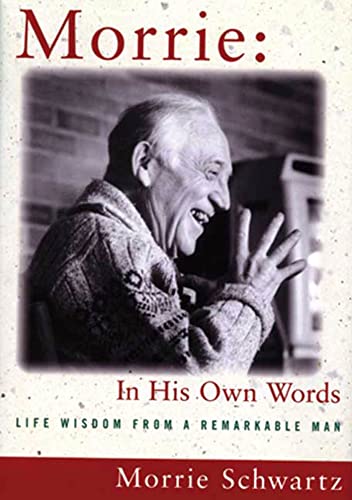 Morrie:
In His Own Words
LIFE WISDOM FROM A REMARKABLE MAN
Morrie Schwartz